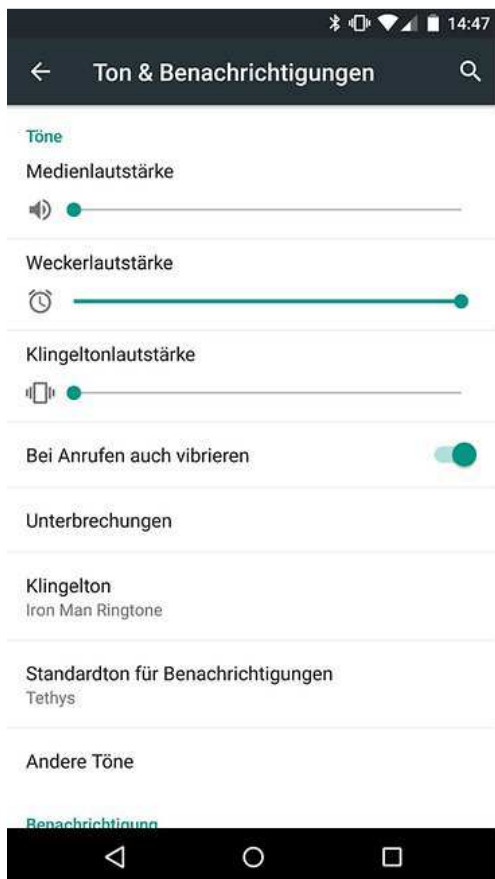 14:47
Ton & Benachrichtigungen
Töne
Medienlautstärke
Weckerlautstärke
Klingeltonlautstärke
Bei Anrufen auch vibrieren
Unterbrechungen
Klingelton
Iron Man Ringtone
Standardton für Benachrichtigungen
Tethys
Andere Töne
Benachrichtigung